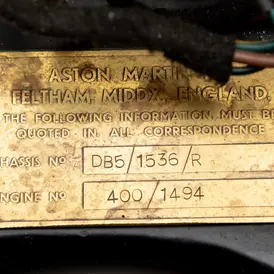 ASTON MARTIN
FELTHAM, MIDDX., ENGLAND.
THE FOLLOWING INFORMATION MUST BE
QUOTED IN ALL CORRESPONDENCE
CHASSIS Nº DB5/1536/R
ENGINE Nº 400/1494